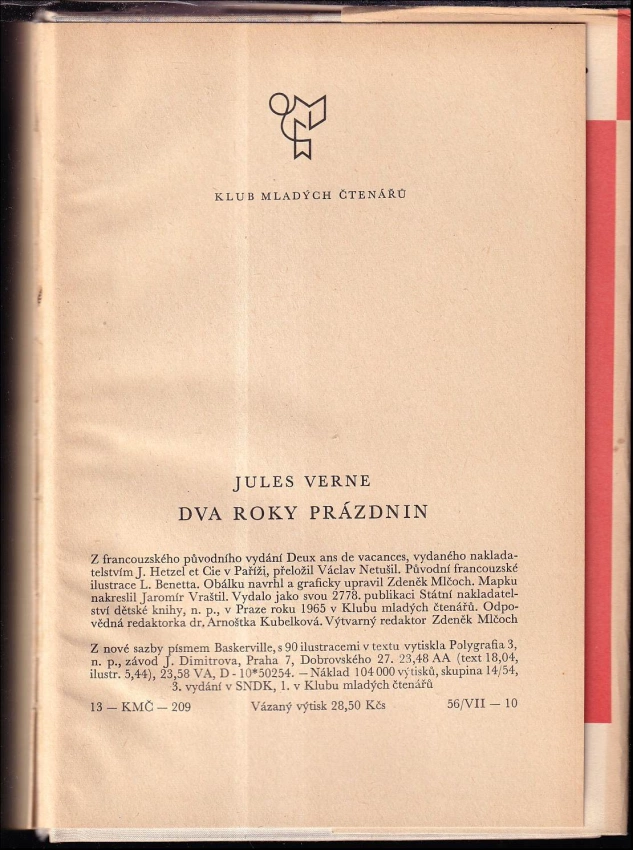 KLUB MLADÝCH ČTENÁŘŮ
JULES VERNE
DVA ROKY PRÁZDNIN
Z francouzského původního vydání Deux ans de vacances, vydaného naklada-
telstvím J. Hetzel et Cie v Paříži, přeložil Václav Netušil. Původní francouzské
ilustrace L. Benetta. Obálku navrhl a graficky upravil Zdeněk Mlčoch. Mapku
nakreslil Jaromír Vraštil. Vydalo jako svou 2778. publikaci Státní nakladatel-
ství dětské knihy, n. p., v Praze roku 1965 v Klubu mladých čtenářů. Odpo-
vědná redaktorka dr. Arnoštka Kubelková. Výtvarný redaktor Zdeněk Mlčoch
Z nové sazby písmem Baskerville, s 90 ilustracemi v textu vytiskla Polygrafia 3,
n. p., závod J. Dimitrova, Praha 7, Dobrovského 27. 23,48 AA (text 18,04,
ilustr. 5,44), 23,58 VA, D - 10*50254. — Náklad 104 000 výtisků, skupina 14/54,
3. vydání v SNDK, 1. v Klubu mladých čtenářů
13 — KMČ — 209 Vázaný výtisk 28,50 Kčs 56/VII — 10